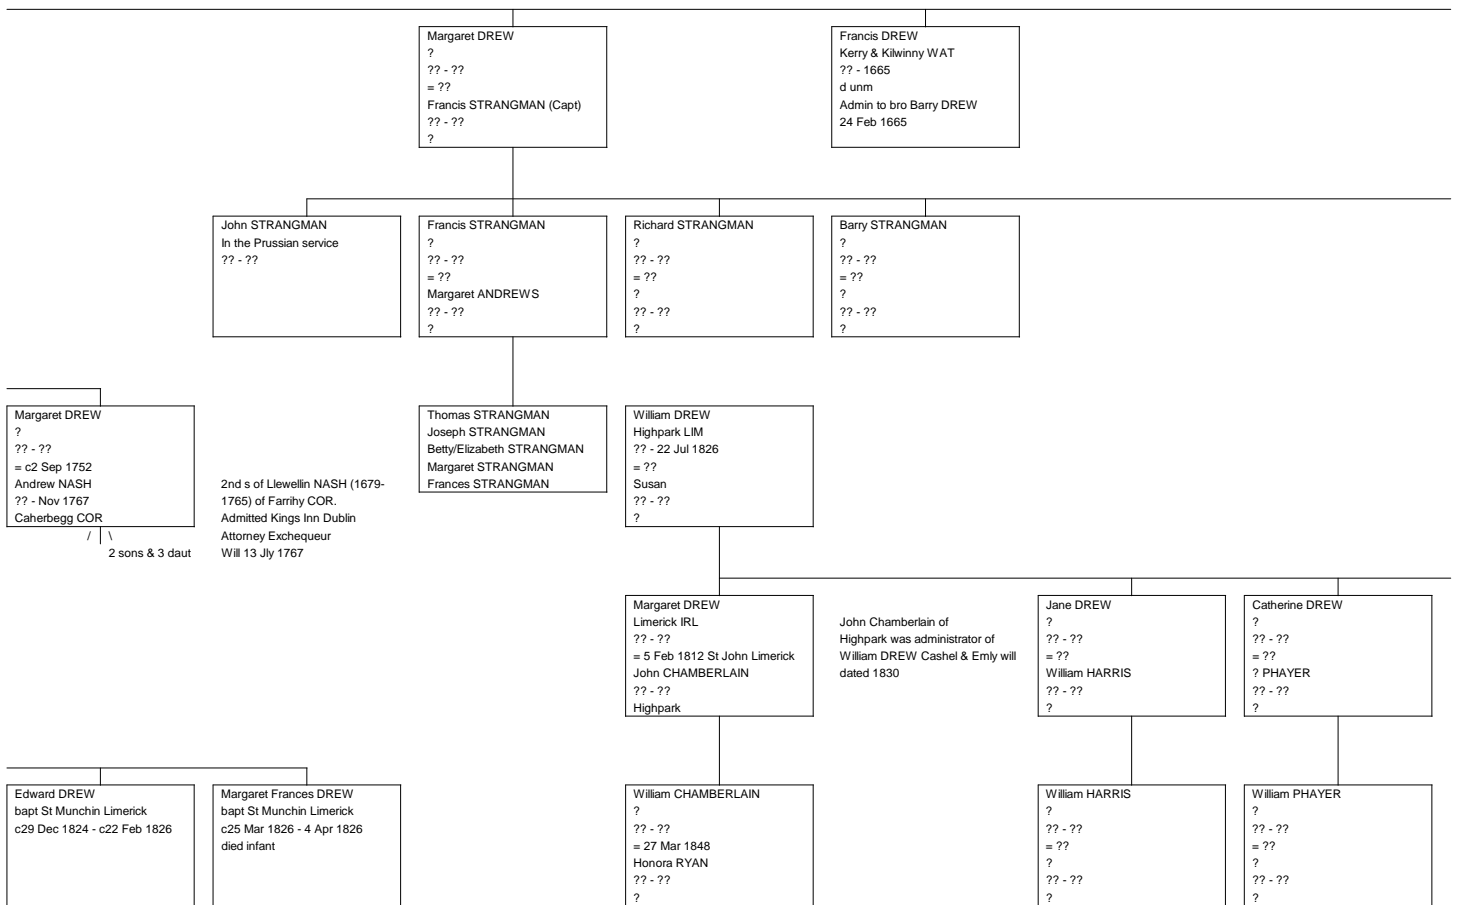 Margaret DREW
?
?? - ??
= ??
Francis STRANGMAN (Capt)
?? - ??
?
Francis DREW
Kerry & Kilwinny WAT
?? - 1665
d unm
Admin to bro Barry DREW
24 Feb 1665
John STRANGMAN
In the Prussian service
?? - ??
Francis STRANGMAN
?
?? - ??
= ??
Margaret ANDREWS
?? - ??
?
Richard STRANGMAN
?
?? - ??
= ??
?
?? - ??
?
Barry STRANGMAN
?
?? - ??
= ??
?
?? - ??
?
Margaret DREW
?
?? - ??
= c2 Sep 1752
Andrew NASH
?? - Nov 1767
Caherbegg COR
/ \
2 sons & 3 daut
2nd s of Llewellin NASH (1679-
1765) of Farrihy COR.
Admitted Kings Inn Dublin
Attorney Exchequeur
Will 13 Jly 1767
Thomas STRANGMAN
Joseph STRANGMAN
Betty/Elizabeth STRANGMAN
Margaret STRANGMAN
Frances STRANGMAN
William DREW
Highpark LIM
?? - 22 Jul 1826
= ??
Susan
?? - ??
?
Margaret DREW
Limerick IRL
?? - ??
= 5 Feb 1812 St John Limerick
John CHAMBERLAIN
?? - ??
Highpark
John Chamberlain of
Highpark was administrator of
William DREW Cashel & Emly will
dated 1830
Jane DREW
?
?? - ??
= ??
William HARRIS
?? - ??
?
Catherine DREW
?
?? - ??
= ??
? PHAYER
?? - ??
?
Edward DREW
bapt St Munchin Limerick
c29 Dec 1824 - c22 Feb 1826
Margaret Frances DREW
bapt St Munchin Limerick
c25 Mar 1826 - 4 Apr 1826
died infant
William CHAMBERLAIN
?
?? - ??
= 27 Mar 1848
Honora RYAN
?? - ??
?
William HARRIS
?
?? - ??
= ??
?
?? - ??
?
William PHAYER
?
?? - ??
= ??
?
?? - ??
?